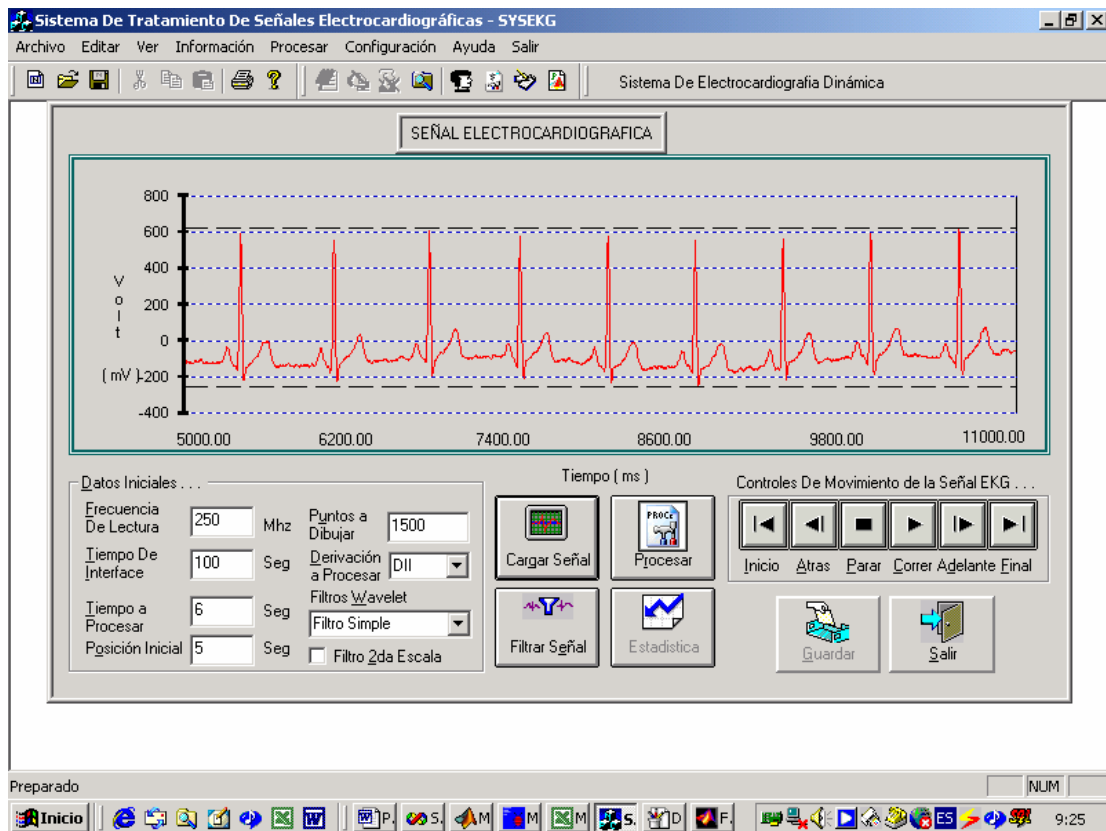 Sistema De Tratamiento De Señales Electrocardiográficas - SYSEKG
Archivo Editar Ver Información Procesar Configuración Ayuda Salir
Sistema De Electrocardiografia Dinámica
SEÑAL ELECTROCARDIOGRAFICA
800
600
400
200
0
-200
-400
Volt
( mV )
5000.00 6200.00 7400.00 8600.00 9800.00 11000.00
Tiempo ( ms )
Datos Iniciales . . .
Frecuencia De Lectura 250 Mhz
Puntos a Dibujar 1500
Tiempo De Interface 100 Seg
Derivación a Procesar DII
Tiempo a Procesar 6 Seg
Filtros Wavelet
Filtro Simple
Posición Inicial 5 Seg
Filtro 2da Escala
Cargar Señal
PROCE
Procesar
Filtrar Señal
Estadistica
Controles De Movimiento de la Señal EKG . . .
Inicio Atras Parar Correr Adelante Final
Guardar
Salir
Preparado
NUM
Inicio
P. S. M M M S. D F.
ES
9:25